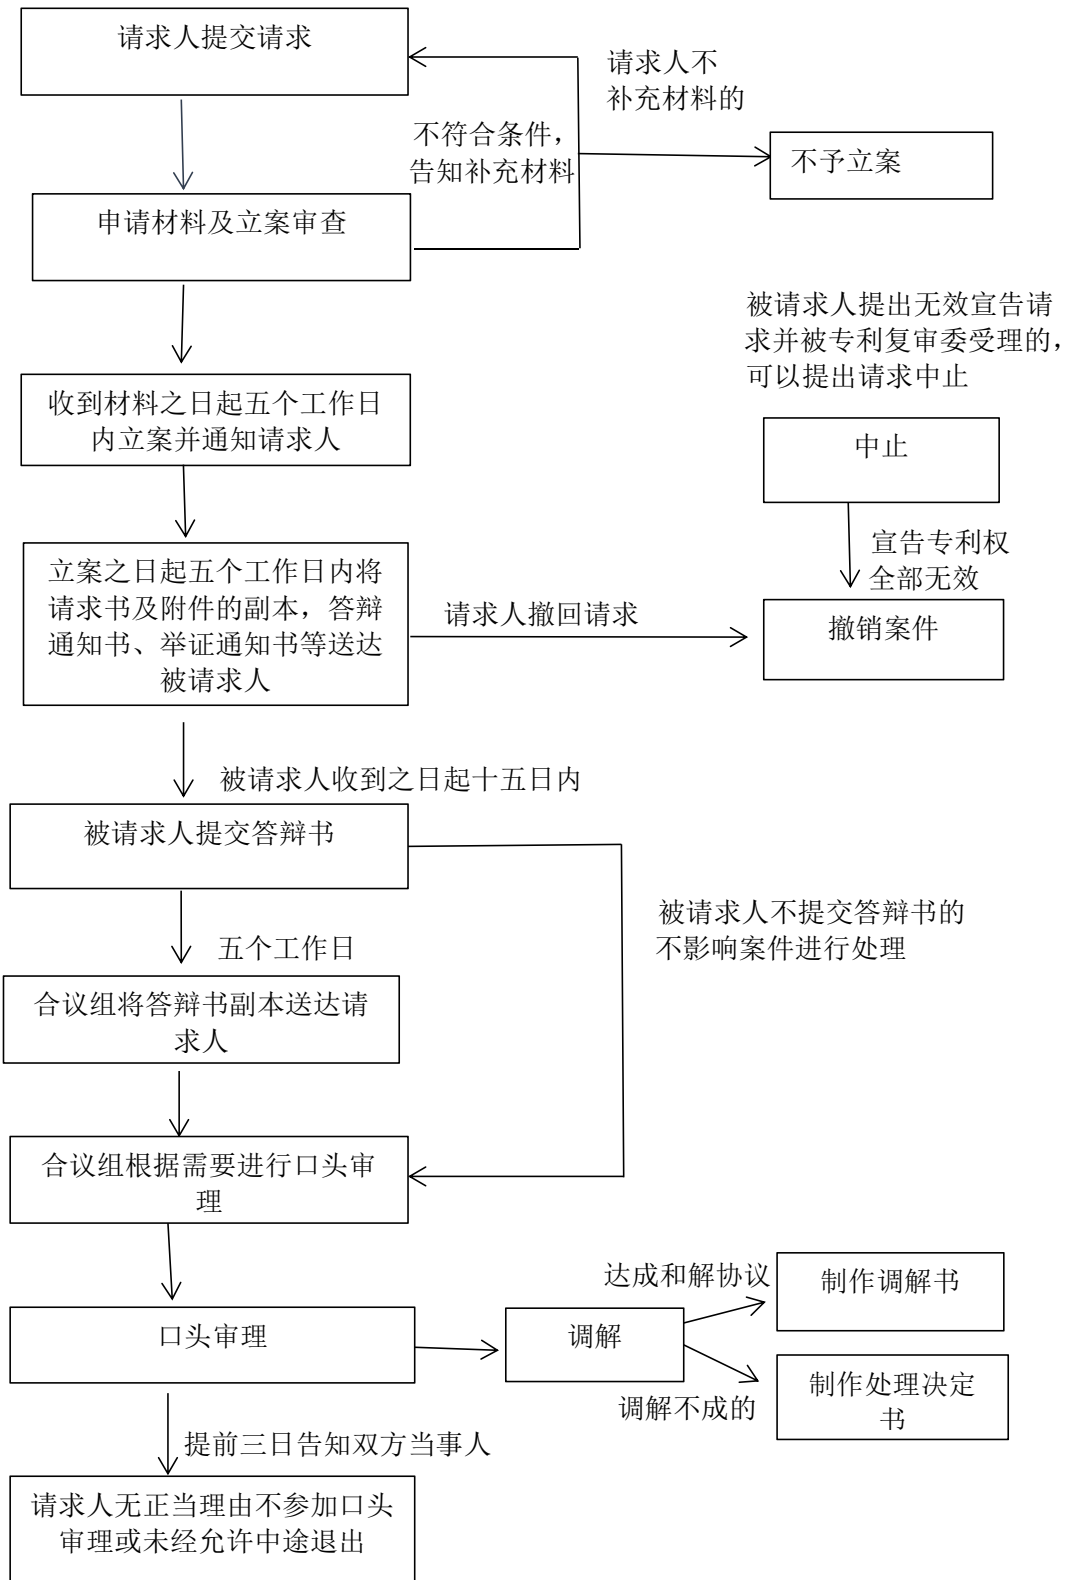 请求人提交请求
请求人不
补充材料的
不符合条件，
告知补充材料
不予立案
申请材料及立案审查
被请求人提出无效宣告请
求并被专利复审委受理的，
可以提出请求中止
收到材料之日起五个工作日
内立案并通知请求人
中止
宣告专利权
全部无效
立案之日起五个工作日内将
请求书及附件的副本，答辩
通知书、举证通知书等送达
被请求人
请求人撤回请求
撤销案件
被请求人收到之日起十五日内
被请求人提交答辩书
被请求人不提交答辩书的
不影响案件进行处理
五个工作日
合议组将答辩书副本送达请
求人
合议组根据需要进行口头审
理
达成和解协议
制作调解书
口头审理
调解
制作处理决定
书
调解不成的
提前三日告知双方当事人
请求人无正当理由不参加口头
审理或未经允许中途退出